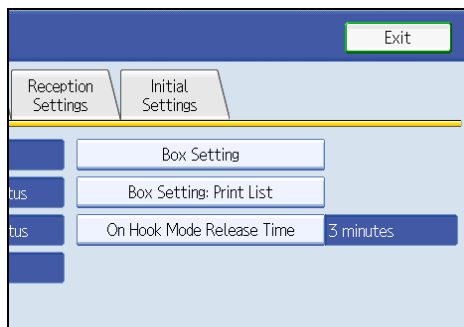 Exit
Reception
Settings
Initial
Settings
Box Setting
tus
Box Setting: Print List
tus
On Hook Mode Release Time
3 minutes